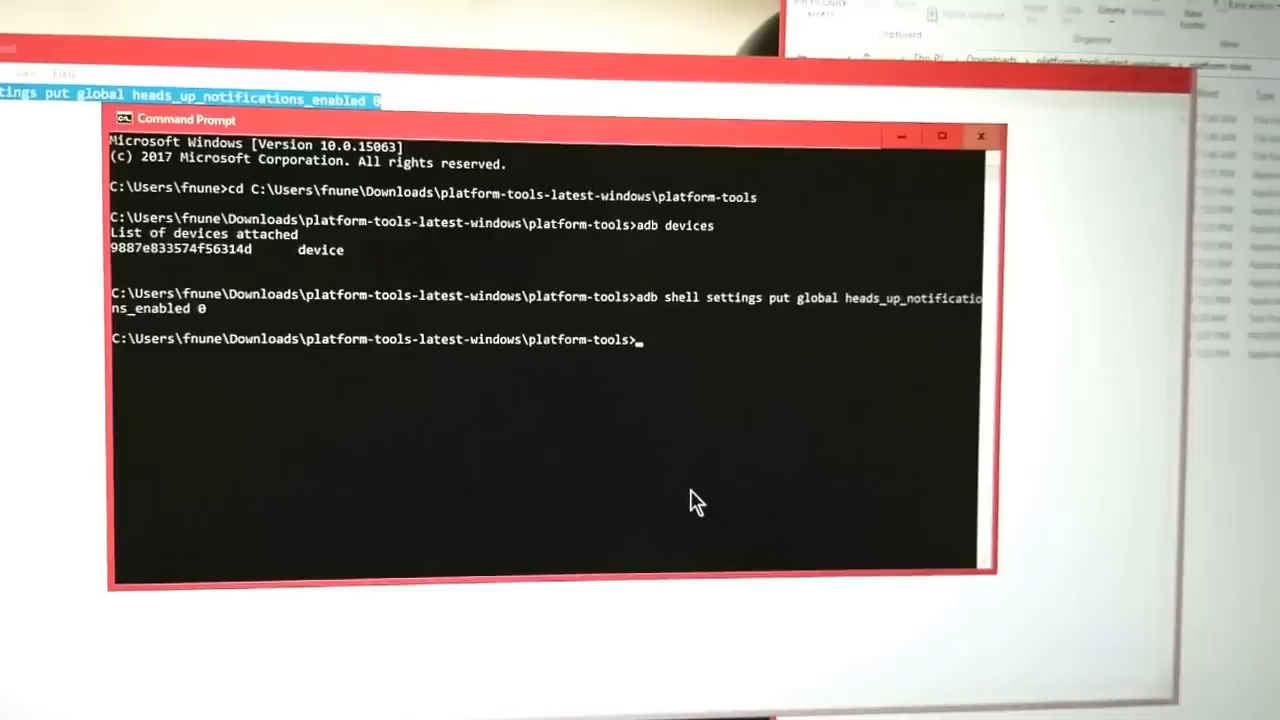 Clipboard
Organize
Help
tings put global heads_up_notifications_enabled 0
Command Prompt
Microsoft Windows [Version 10.0.15063]
(c) 2017 Microsoft Corporation. All rights reserved.
C:\Users\fnune>cd C:\Users\fnune\Downloads\platform-tools-latest-windows\platform-tools
C:\Users\fnune\Downloads\platform-tools-latest-windows\platform-tools>adb devices
List of devices attached
9887e833574f56314d device
C:\Users\fnune\Downloads\platform-tools-latest-windows\platform-tools>adb shell settings put global heads_up_notificatio
ns_enabled 0
C:\Users\fnune\Downloads\platform-tools-latest-windows\platform-tools>